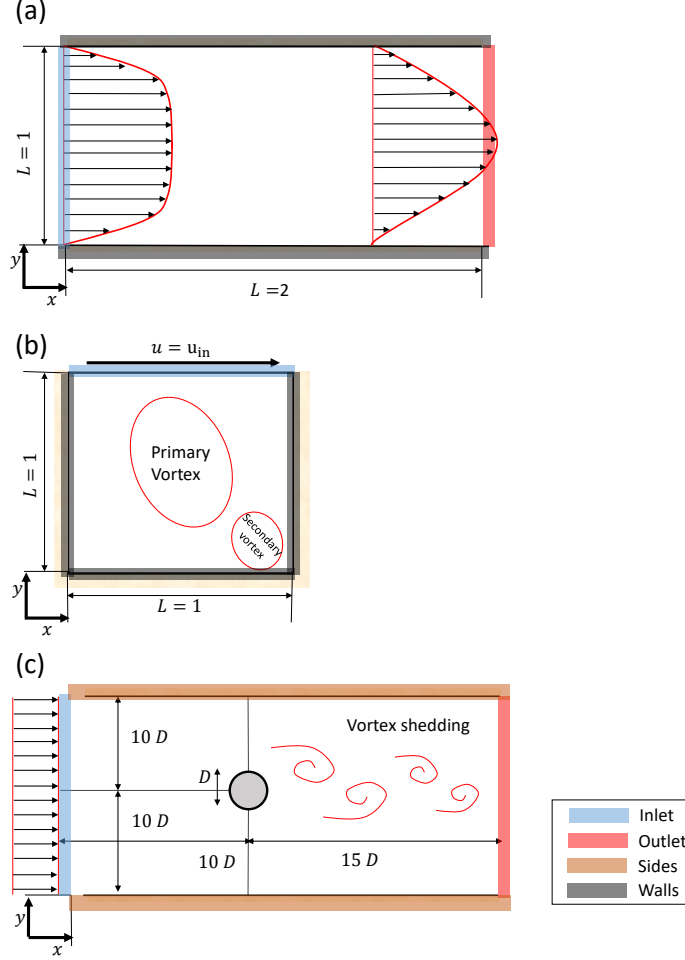 (a)
L = 1
y
x
L =2
(b)
u = u_in
L = 1
Primary
Vortex
Secondary
vortex
y
x
L = 1
(c)
10 D
Vortex shedding
D
10 D
10 D
15 D
y
x
Inlet
Outlet
Sides
Walls